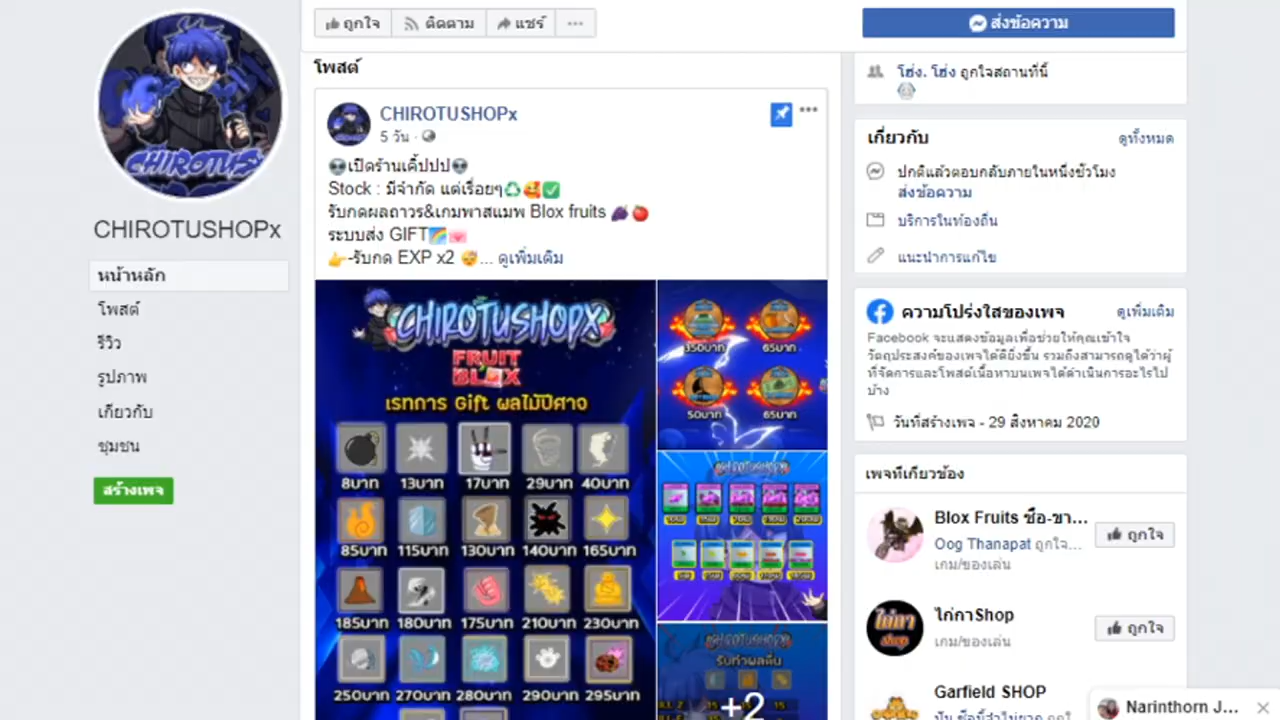 CHIROTUS
CHIROTUSHOPx
หน้าหลัก
โพสต์
รีวิว
รูปภาพ
เกี่ยวกับ
ชุมชน
สร้างเพจ
ถูกใจ
ติดตาม
แชร์
ส่งข้อความ
โพสต์
CHIROTUSHOPx
5 วัน
เปิดร้านเค้ิปปป
Stock : มีจำกัด แต่เรื่อยๆ
รับกดผลถาวร&เกมพาสแมพ Blox fruits
ระบบส่ง GIFT
-รับกด EXP x2 ... ดูเพิ่มเติม
CHIROTUSHOPX
FRUIT
BLOX
เรทการ Gift ผลไม้ปีศาจ
8บาท 13บาท 17บาท 29บาท 40บาท
85บาท 115บาท 130บาท 140บาท 165บาท
185บาท 180บาท 175บาท 210บาท 230บาท
250บาท 270บาท 280บาท 290บาท 295บาท
350บาท 65บาท
50บาท 65บาท
CHIROTUSHOPX
CHIROTUSHOPX
รับทำผลตื่น
+2
โฮ่ง. โฮ่ง ถูกใจสถานที่นี้
เกี่ยวกับ
ดูทั้งหมด
ปกติแล้วตอบกลับภายในหนึ่งชั่วโมง
ส่งข้อความ
บริการในท้องถิ่น
แนะนำการแก้ไข
ความโปร่งใสของเพจ
ดูเพิ่มเติม
Facebook จะแสดงข้อมูลเพื่อช่วยให้คุณเข้าใจ
วัตถุประสงค์ของเพจได้ดียิ่งขึ้น รวมถึงสามารถดูได้ว่าผู้
ที่จัดการและโพสต์เนื้อหาบนเพจได้ดำเนินการอะไรไป
บ้าง
วันที่สร้างเพจ - 29 สิงหาคม 2020
เพจที่เกี่ยวข้อง
Blox Fruits ซื้อ-ขา...
Oog Thanapat ถูกใจ...
เกม/ของเล่น
ถูกใจ
ไก่กาShop
เกม/ของเล่น
ถูกใจ
ไก่กา
shop
Garfield SHOP
Narinthorn J...